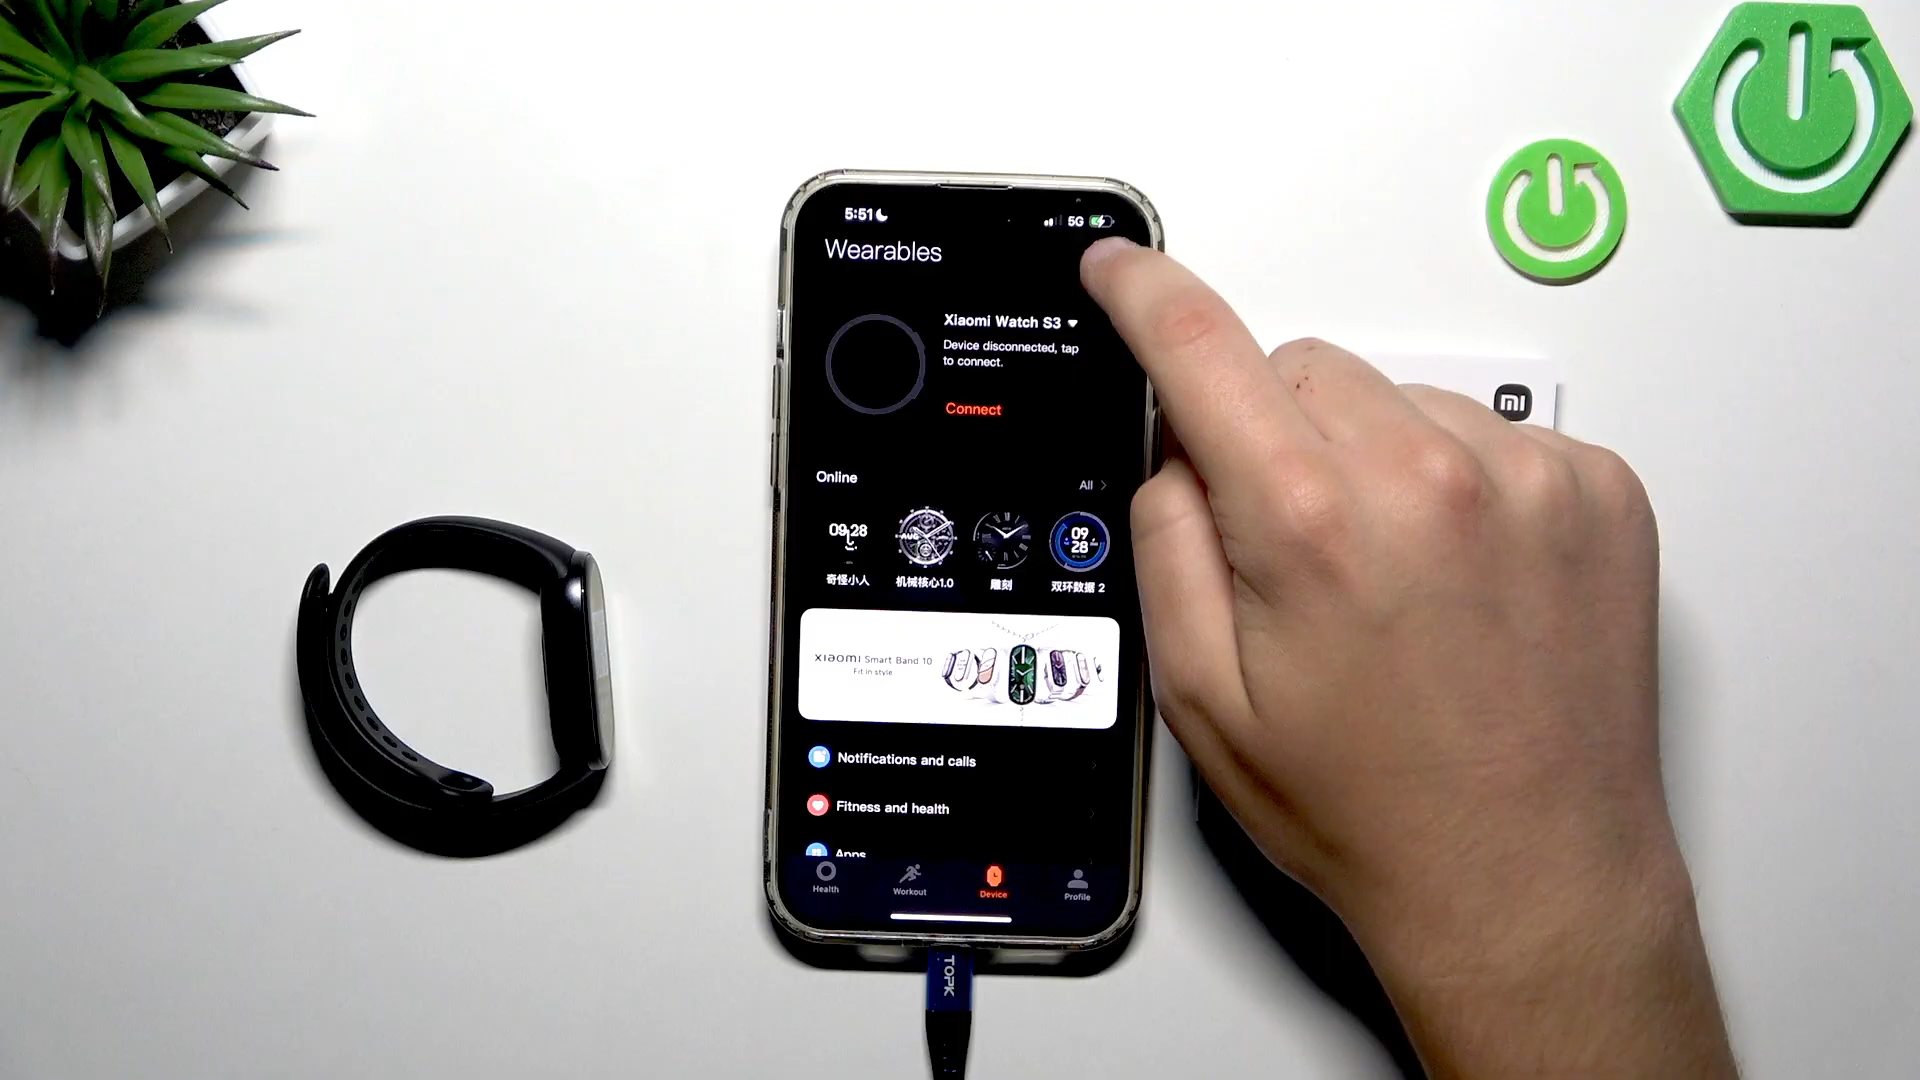 5:51
5G
Wearables
Xiaomi Watch S3
Device disconnected, tap
to connect.
Connect
Online
All
09:28
AUG
09
28
奇怪小人
机械核心1.0
雕刻
双环数据 2
xiaomi Smart Band 10
Fit in style
Notifications and calls
Fitness and health
Apps
Health
Workout
Device
Profile
TOPK
mi